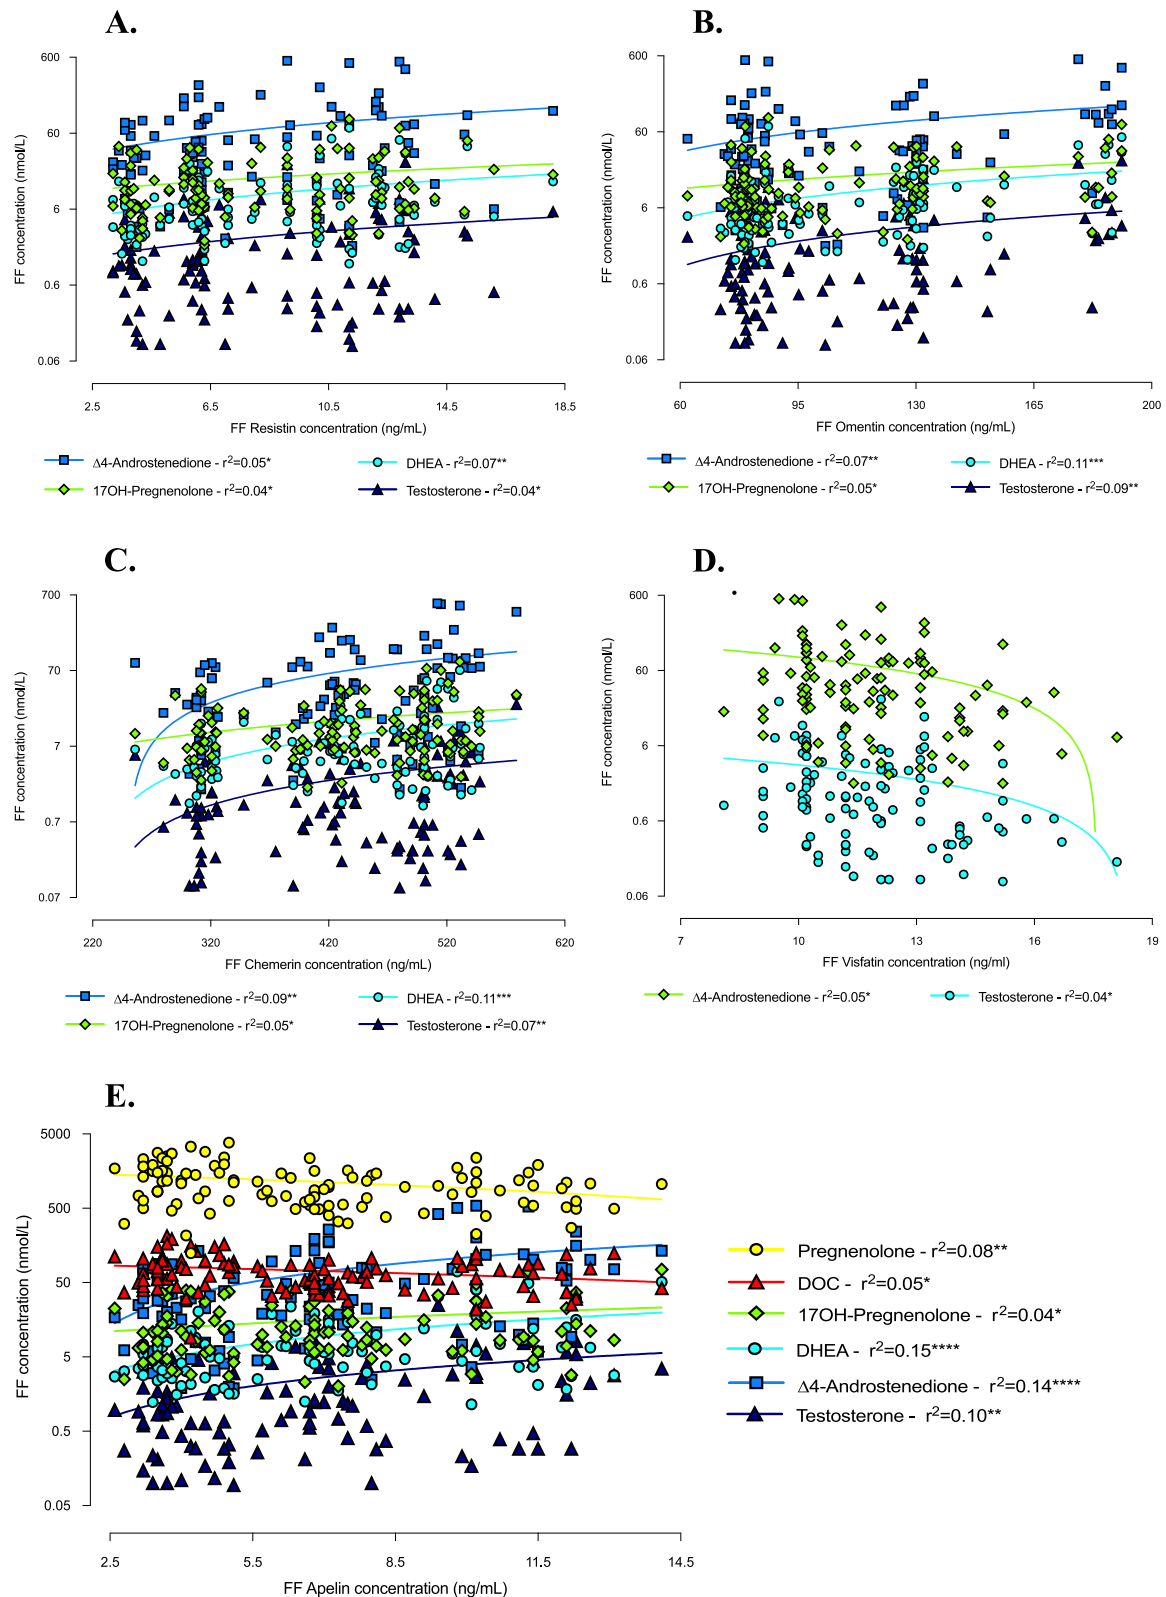 A.
600
60
6
0.6
0.06
FF concentration (nmol/L)
2.5 6.5 10.5 14.5 18.5
FF Resistin concentration (ng/mL)
Δ4-Androstenedione - r²=0.05* DHEA - r²=0.07**
17OH-Pregnenolone - r²=0.04* Testosterone - r²=0.04*
B.
600
60
6
0.6
0.06
FF concentration (nmol/L)
60 95 130 165 200
FF Omentin concentration (ng/mL)
Δ4-Androstenedione - r²=0.07** DHEA - r²=0.11***
17OH-Pregnenolone - r²=0.05* Testosterone - r²=0.09**
C.
700
70
7
0.7
0.07
FF concentration (nmol/L)
220 320 420 520 620
FF Chemerin concentration (ng/mL)
Δ4-Androstenedione - r²=0.09** DHEA - r²=0.11***
17OH-Pregnenolone - r²=0.05* Testosterone - r²=0.07**
D.
600
60
6
0.6
0.06
FF concentration (nmol/L)
7 10 13 16 19
FF Visfatin concentration (ng/ml)
Δ4-Androstenedione - r²=0.05* Testosterone - r²=0.04*
E.
5000
500
50
5
0.5
0.05
FF concentration (nmol/L)
2.5 5.5 8.5 11.5 14.5
FF Apelin concentration (ng/mL)
Pregnenolone - r²=0.08**
DOC - r²=0.05*
17OH-Pregnenolone - r²=0.04*
DHEA - r²=0.15****
Δ4-Androstenedione - r²=0.14****
Testosterone - r²=0.10**